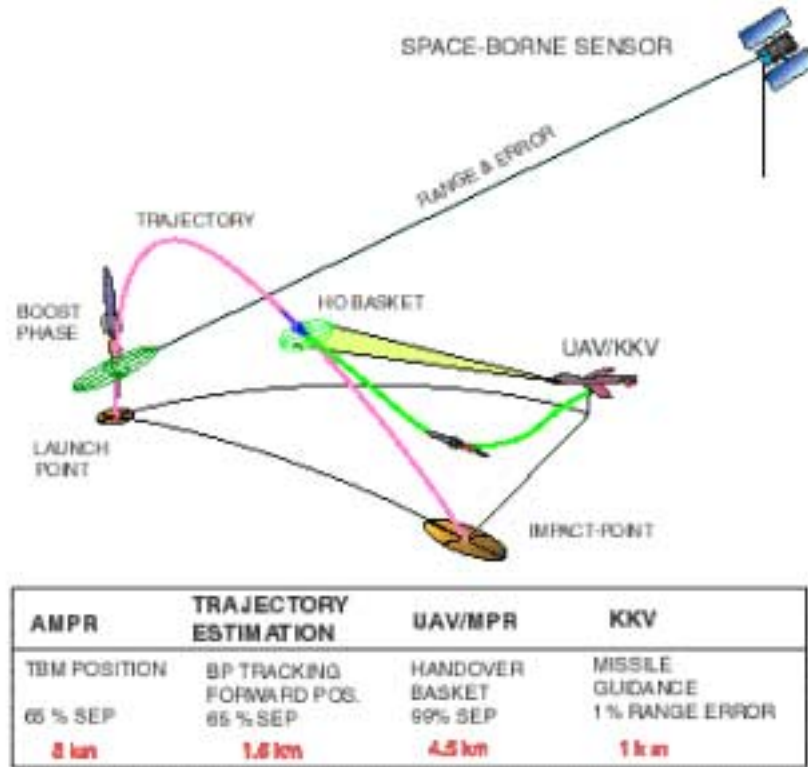 SPACE-BORNE SENSOR
RANGE & ERROR
TRAJECTORY
HO BASKET
BOOST
PHASE
UAV/KKV
LAUNCH
POINT
IMPACT-POINT
AMPR
TRAJECTORY
ESTIMATION
UAV/MPR
KKV
TBM POSITION
65 % SEP
BP TRACKING
FORWARD POS.
65 % SEP
1.6 km
HANDOVER
BASKET
99% SEP
4.5 km
MISSILE
GUIDANCE
1% RANGE ERROR
1 km